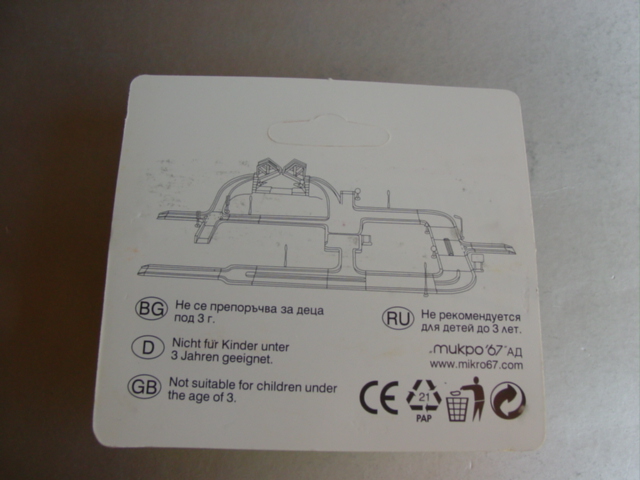 BG
Не се препоръчва за деца
под 3 г.
D
Nicht für Kinder unter
3 Jahren geeignet.
GB
Not suitable for children under
the age of 3.
RU
Не рекомендуется
для детей до 3 лет.
„микро '67" АД
www.mikro67.com
CE
21
PAP